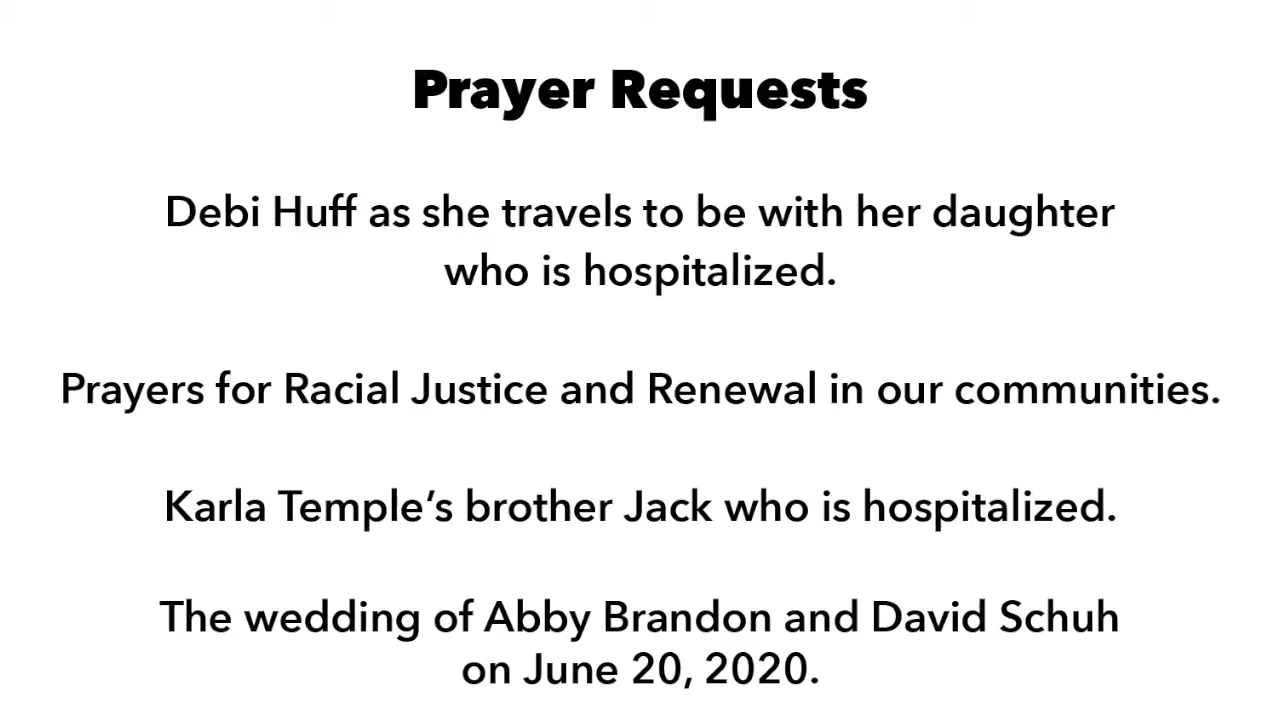 Prayer Requests
Debi Huff as she travels to be with her daughter
who is hospitalized.
Prayers for Racial Justice and Renewal in our communities.
Karla Temple’s brother Jack who is hospitalized.
The wedding of Abby Brandon and David Schuh
on June 20, 2020.